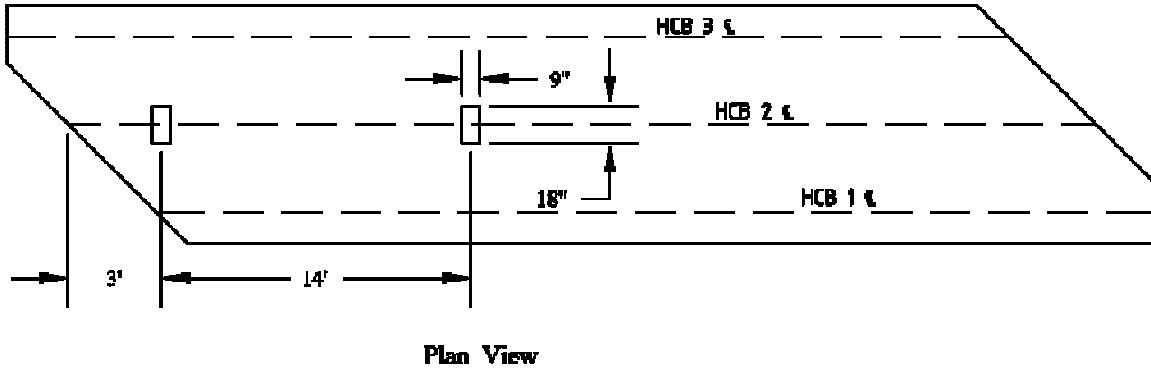 HCB 3 ℄
9"
HCB 2 ℄
18"
HCB 1 ℄
3'
14'
Plan View